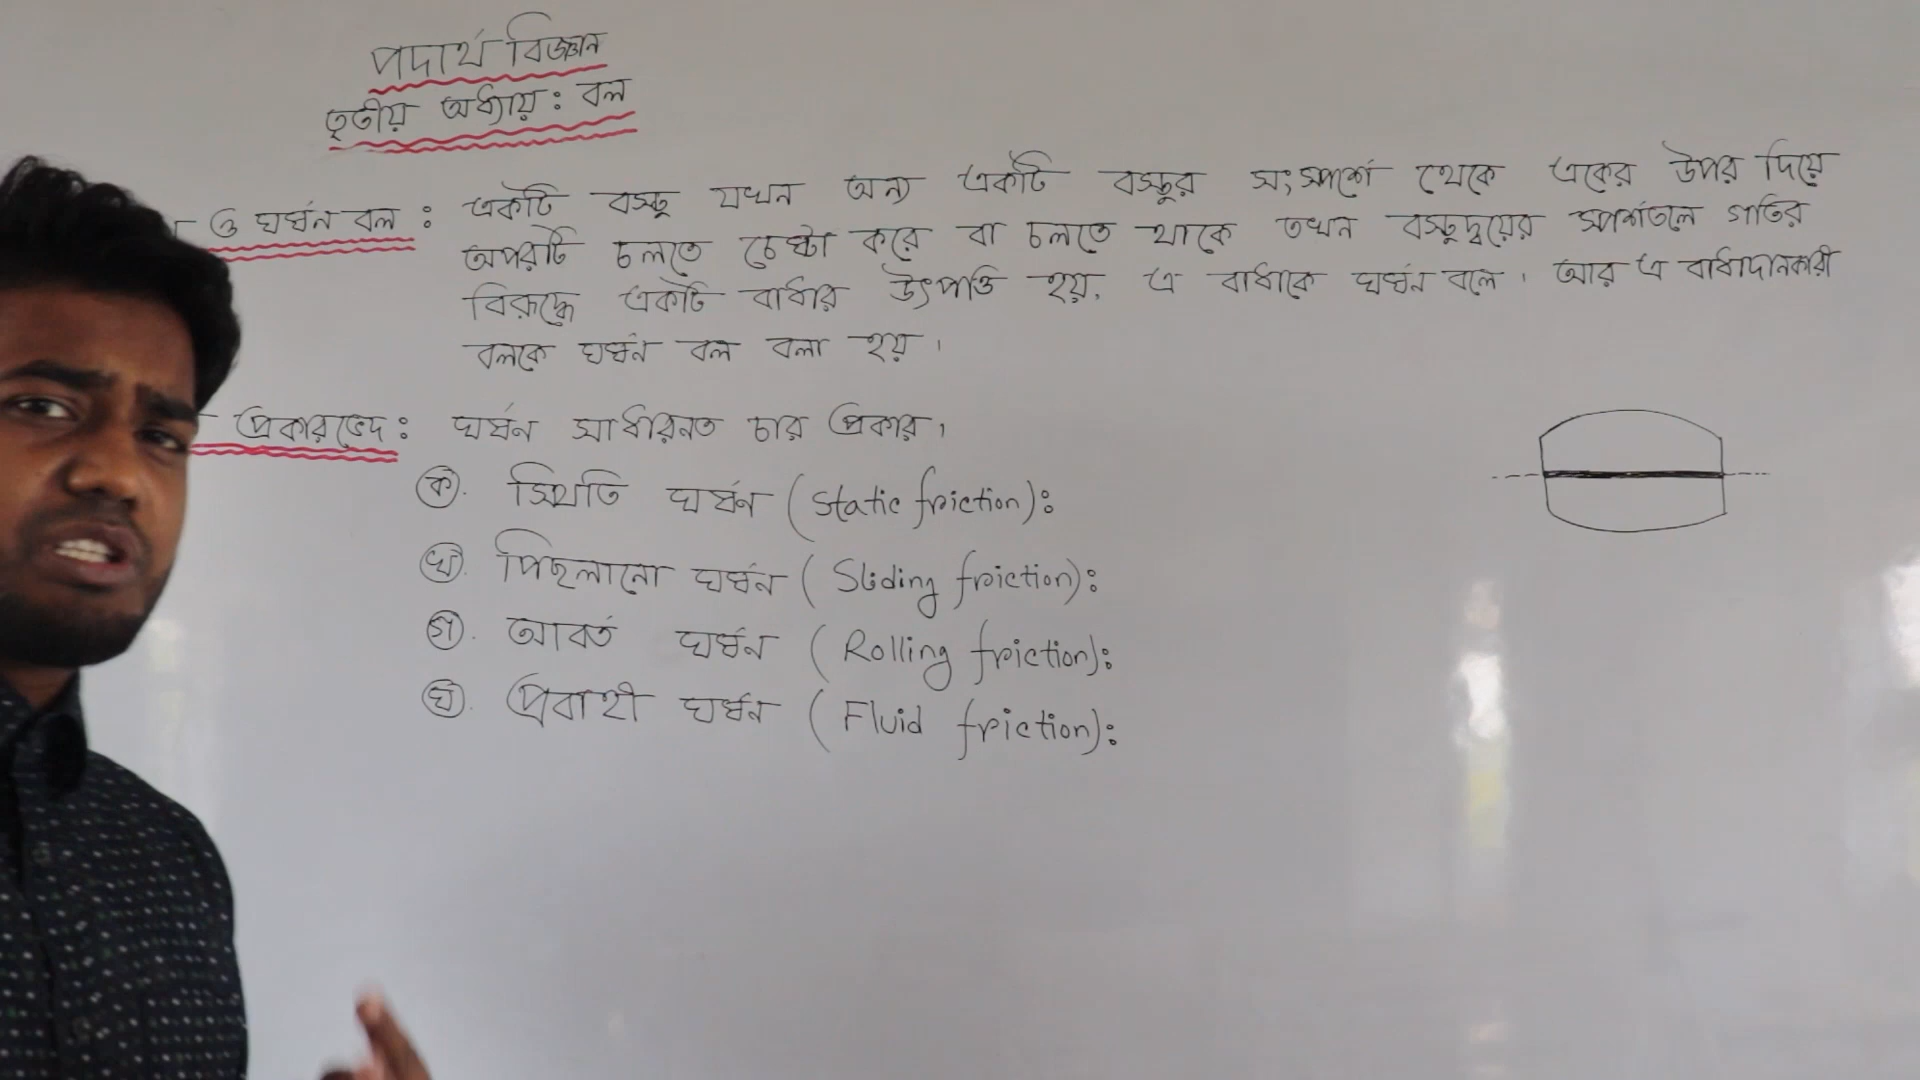 পদার্থ বিজ্ঞান
তৃতীয় অধ্যায়ঃ বল
ও ঘর্ষন বল ঃ একটি বস্তু যখন অন্য একটি বস্তুর সংস্পর্শে থেকে একের উপর দিয়ে
অপরটি চলতে চেষ্টা করে বা চলতে থাকে তখন বস্তুদ্বয়ের স্পর্শতলে গতির
বিরুদ্ধে একটি বাধার উৎপত্তি হয়, এ বাধাকে ঘর্ষন বলে। আর এ বাধাদানকারী
বলকে ঘর্ষন বল বলা হয়।
প্রকারভেদ ঃ ঘর্ষন সাধারনত চার প্রকার।
ক. স্থিতি ঘর্ষন (Static friction)ঃ
খ. পিছলানো ঘর্ষন (Sliding friction)ঃ
গ. আবর্ত ঘর্ষন (Rolling friction)ঃ
ঘ. প্রবাহী ঘর্ষন (Fluid friction)ঃ